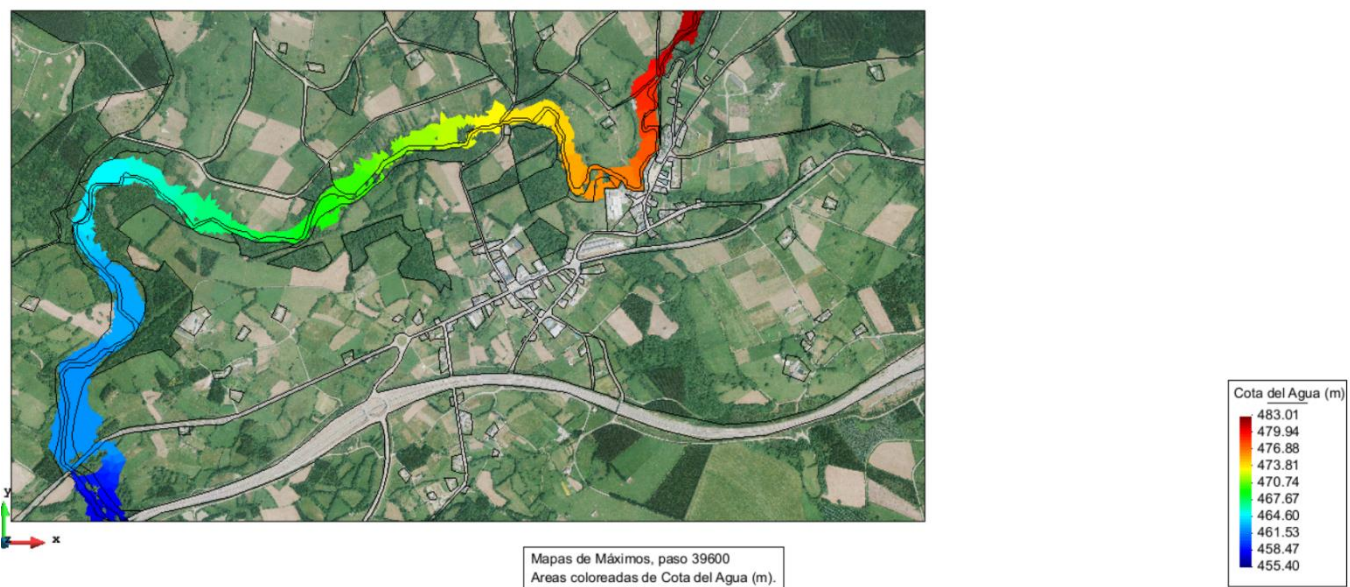 Cota del Agua (m)
483.01
479.94
476.88
473.81
470.74
467.67
464.60
461.53
458.47
455.40
y
z
x
Mapas de Máximos, paso 39600
Areas coloreadas de Cota del Agua (m).